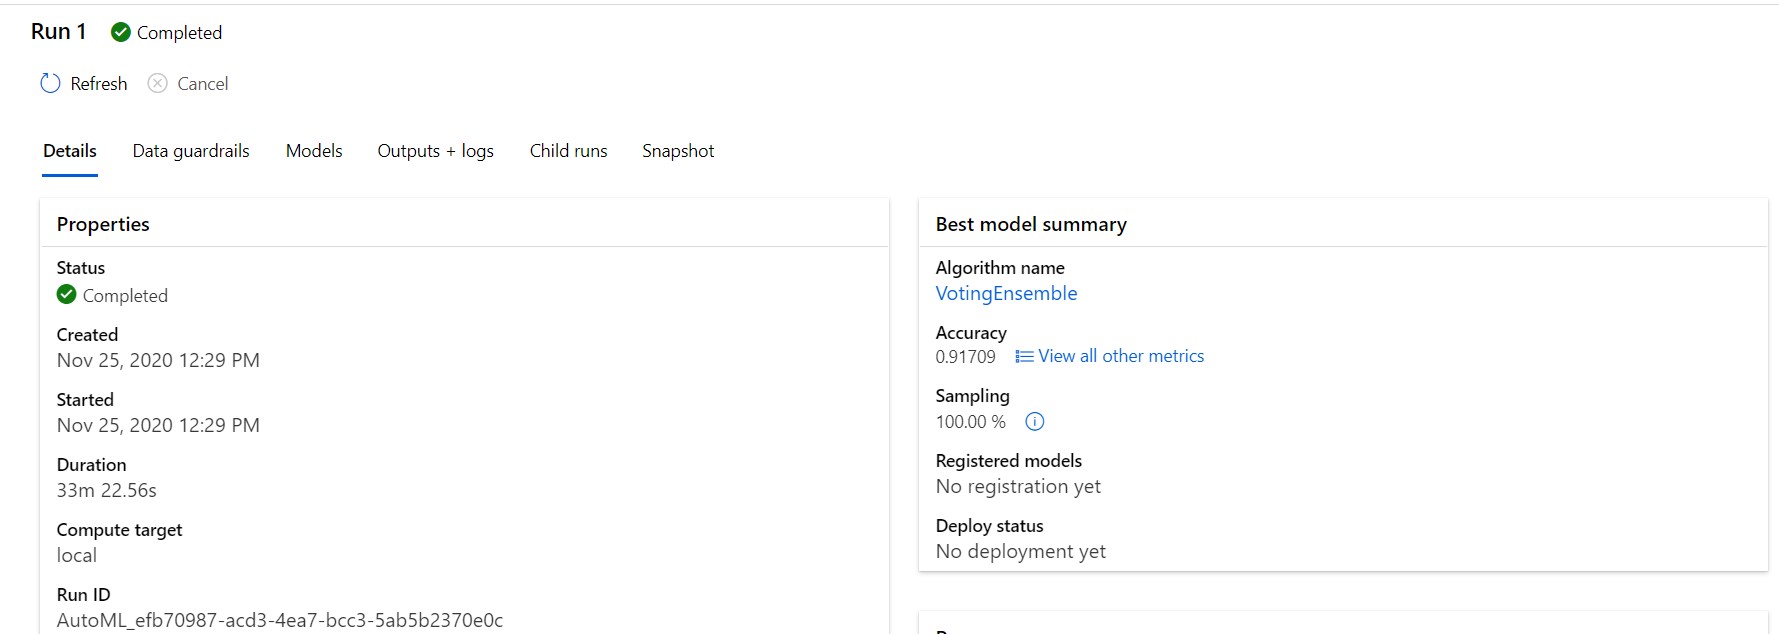 Run 1 Completed
Refresh Cancel
Details Data guardrails Models Outputs + logs Child runs Snapshot
Properties
Status
Completed
Created
Nov 25, 2020 12:29 PM
Started
Nov 25, 2020 12:29 PM
Duration
33m 22.56s
Compute target
local
Run ID
AutoML_efb70987-acd3-4ea7-bcc3-5ab5b2370e0c
Best model summary
Algorithm name
VotingEnsemble
Accuracy
0.91709 View all other metrics
Sampling
100.00 %
Registered models
No registration yet
Deploy status
No deployment yet